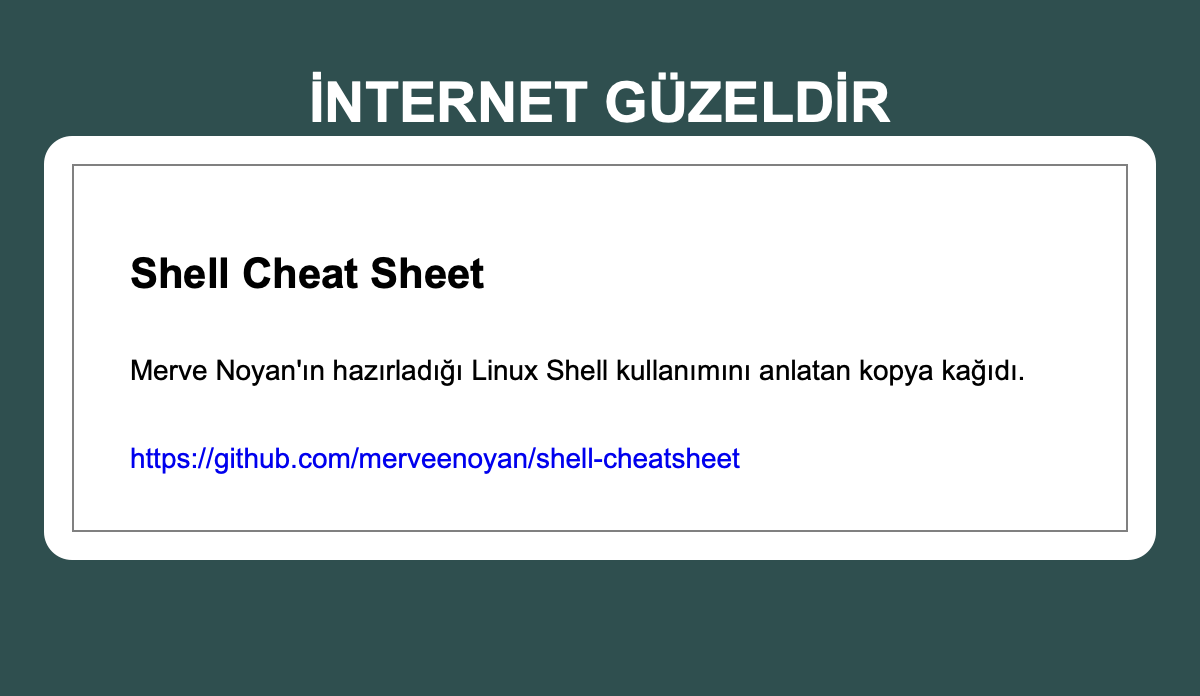 İNTERNET GÜZELDİR
Shell Cheat Sheet
Merve Noyan'ın hazırladığı Linux Shell kullanımını anlatan kopya kağıdı.
https://github.com/merveenoyan/shell-cheatsheet